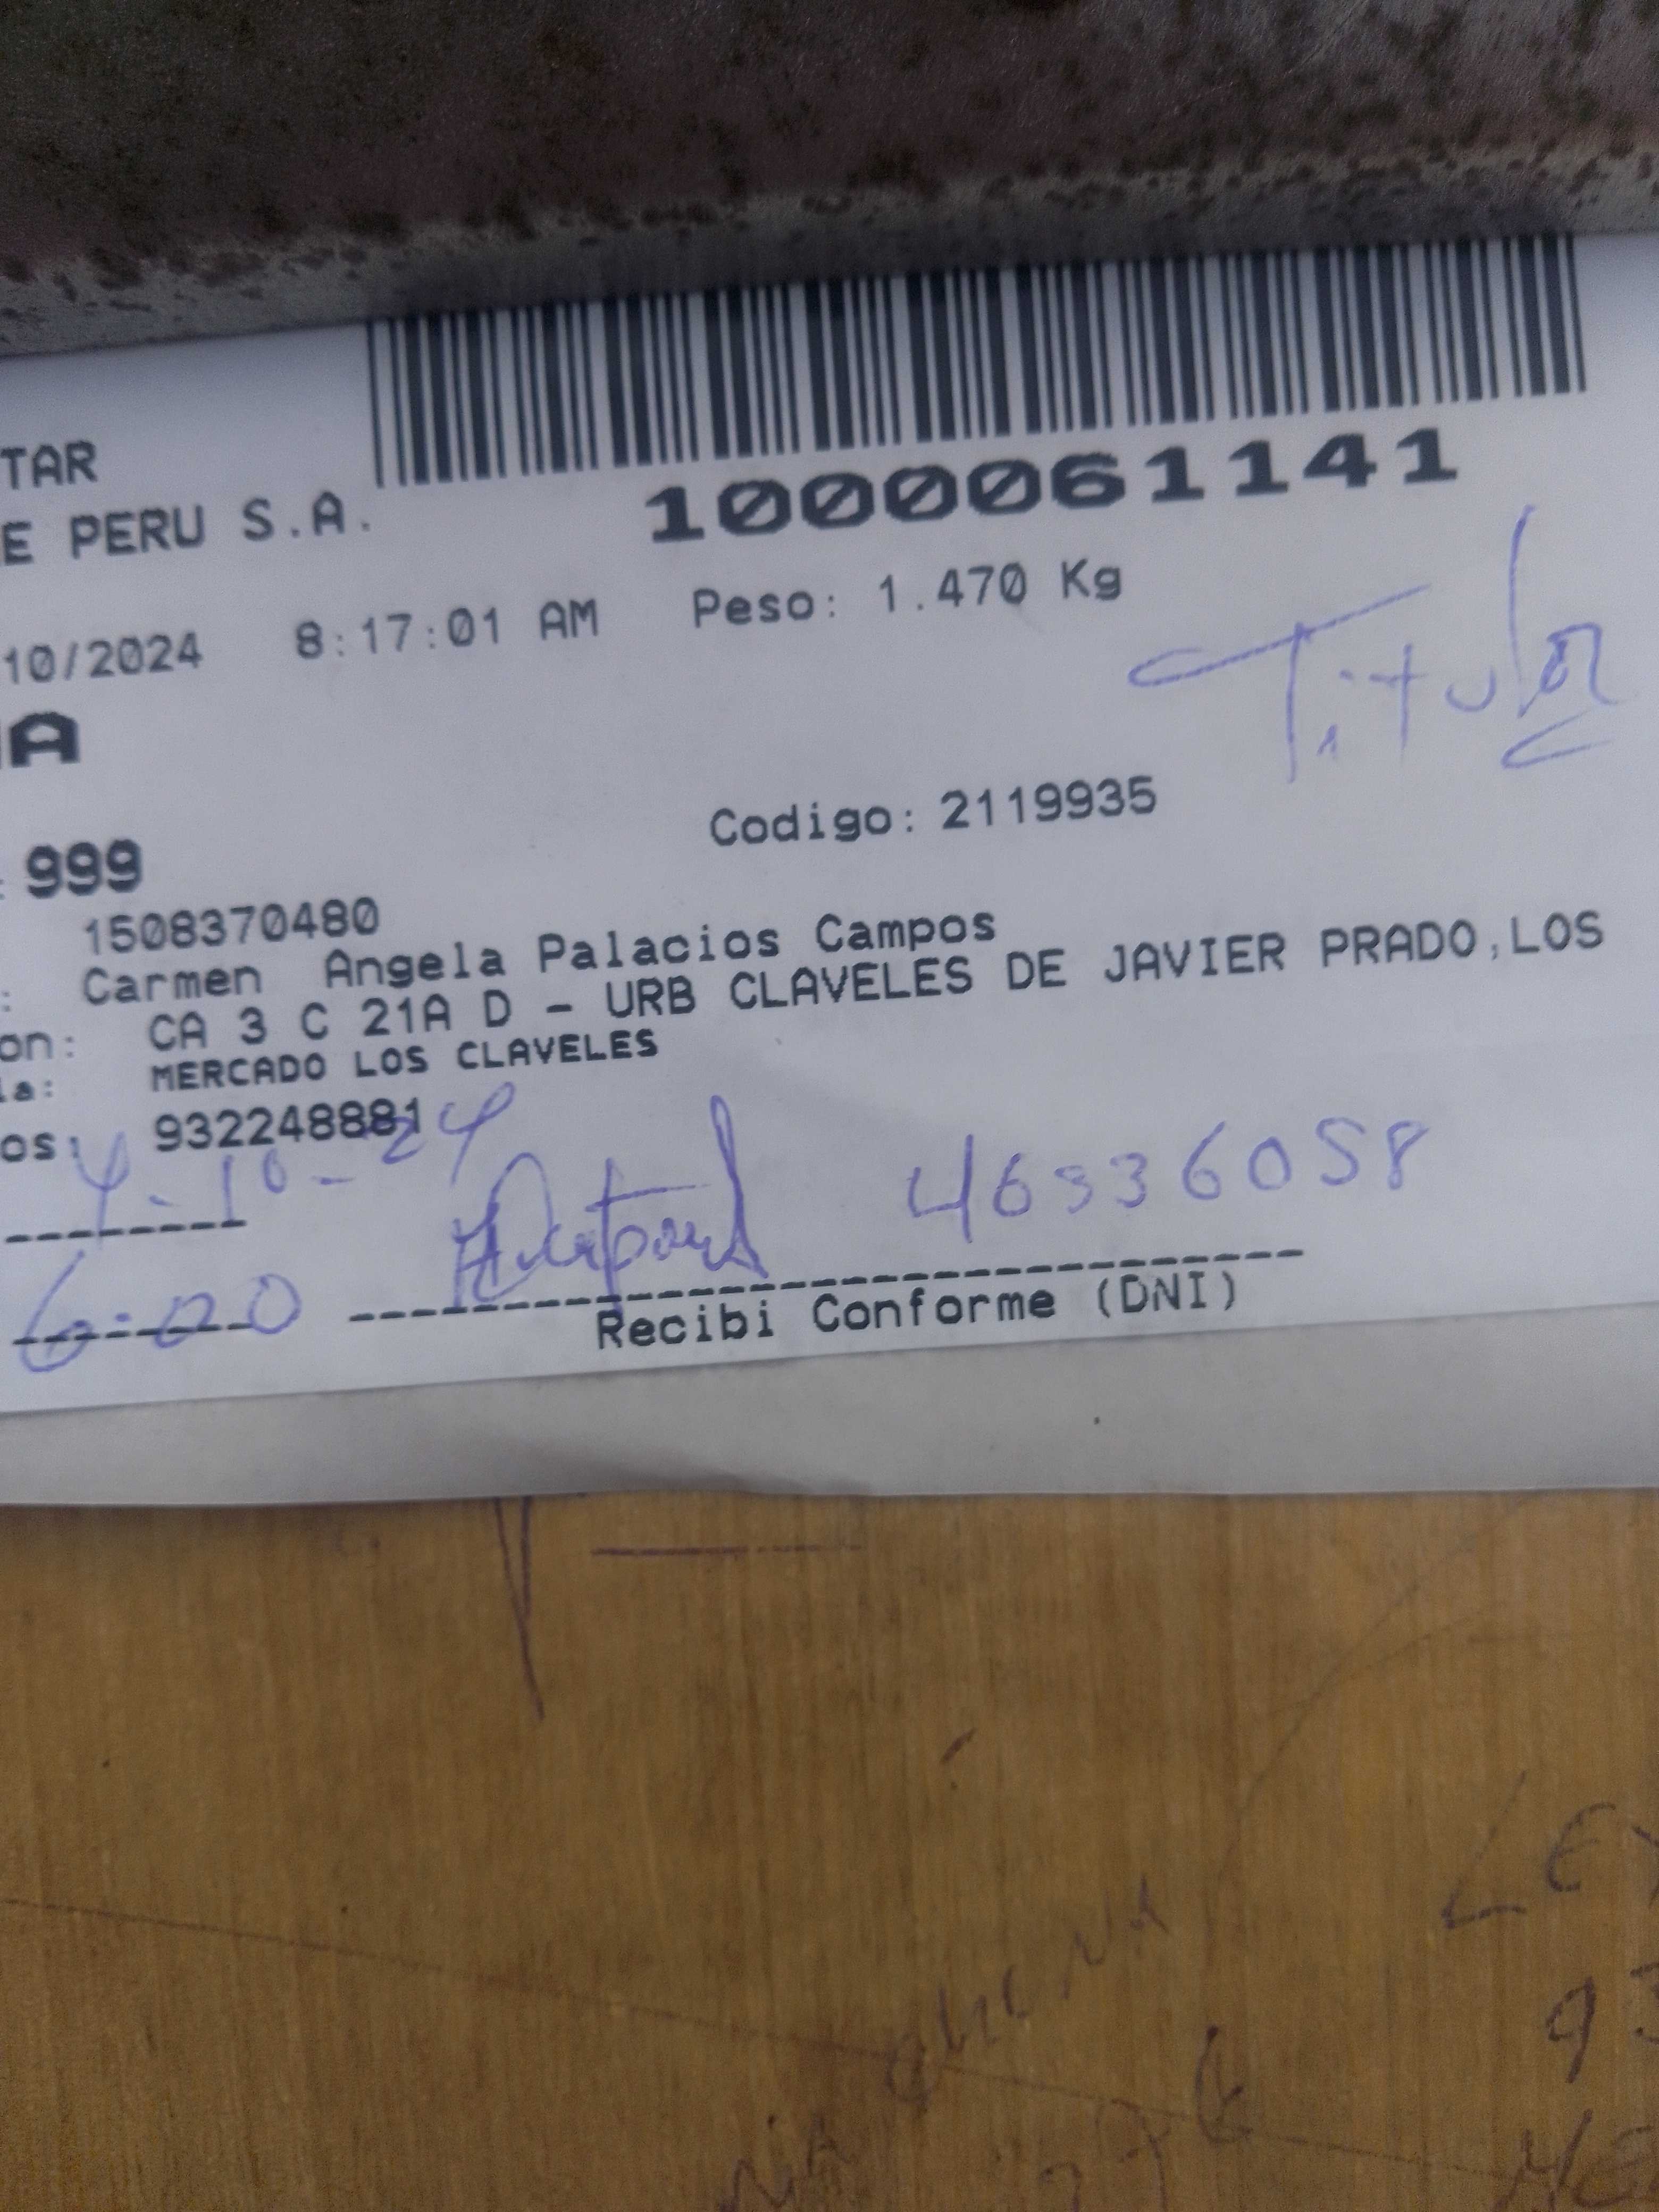 TAR
1000061141
E PERU S.A.
10/2024 8:17:01 AM Peso: 1.470 Kg
Titular
A
Codigo: 2119935
: 999
1508370480
: Carmen Angela Palacios Campos
on: CA 3 C 21A D - URB CLAVELES DE JAVIER PRADO,LOS
ia: MERCADO LOS CLAVELES
os: 932248881
4-10-24
46336058
6:00
Recibi Conforme (DNI)